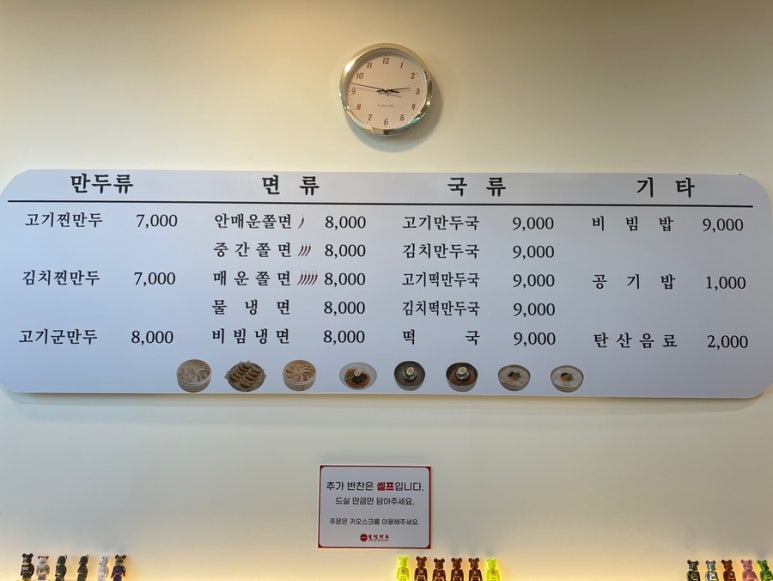 만두류 면 류 국 류 기 타
고기찐만두 7,000 안매운쫄면 8,000 고기만두국 9,000 비 빔 밥 9,000
중간쫄면 8,000 김치만두국 9,000
김치찐만두 7,000 매운쫄면 8,000 고기떡만두국 9,000 공 기 밥 1,000
물 냉 면 8,000 김치떡만두국 9,000
고기군만두 8,000 비빔냉면 8,000 떡 국 9,000 탄산음료 2,000
추가 반찬은 셀프입니다.
드실 만큼만 담아주세요.
주문은 키오스크를 이용해주세요.